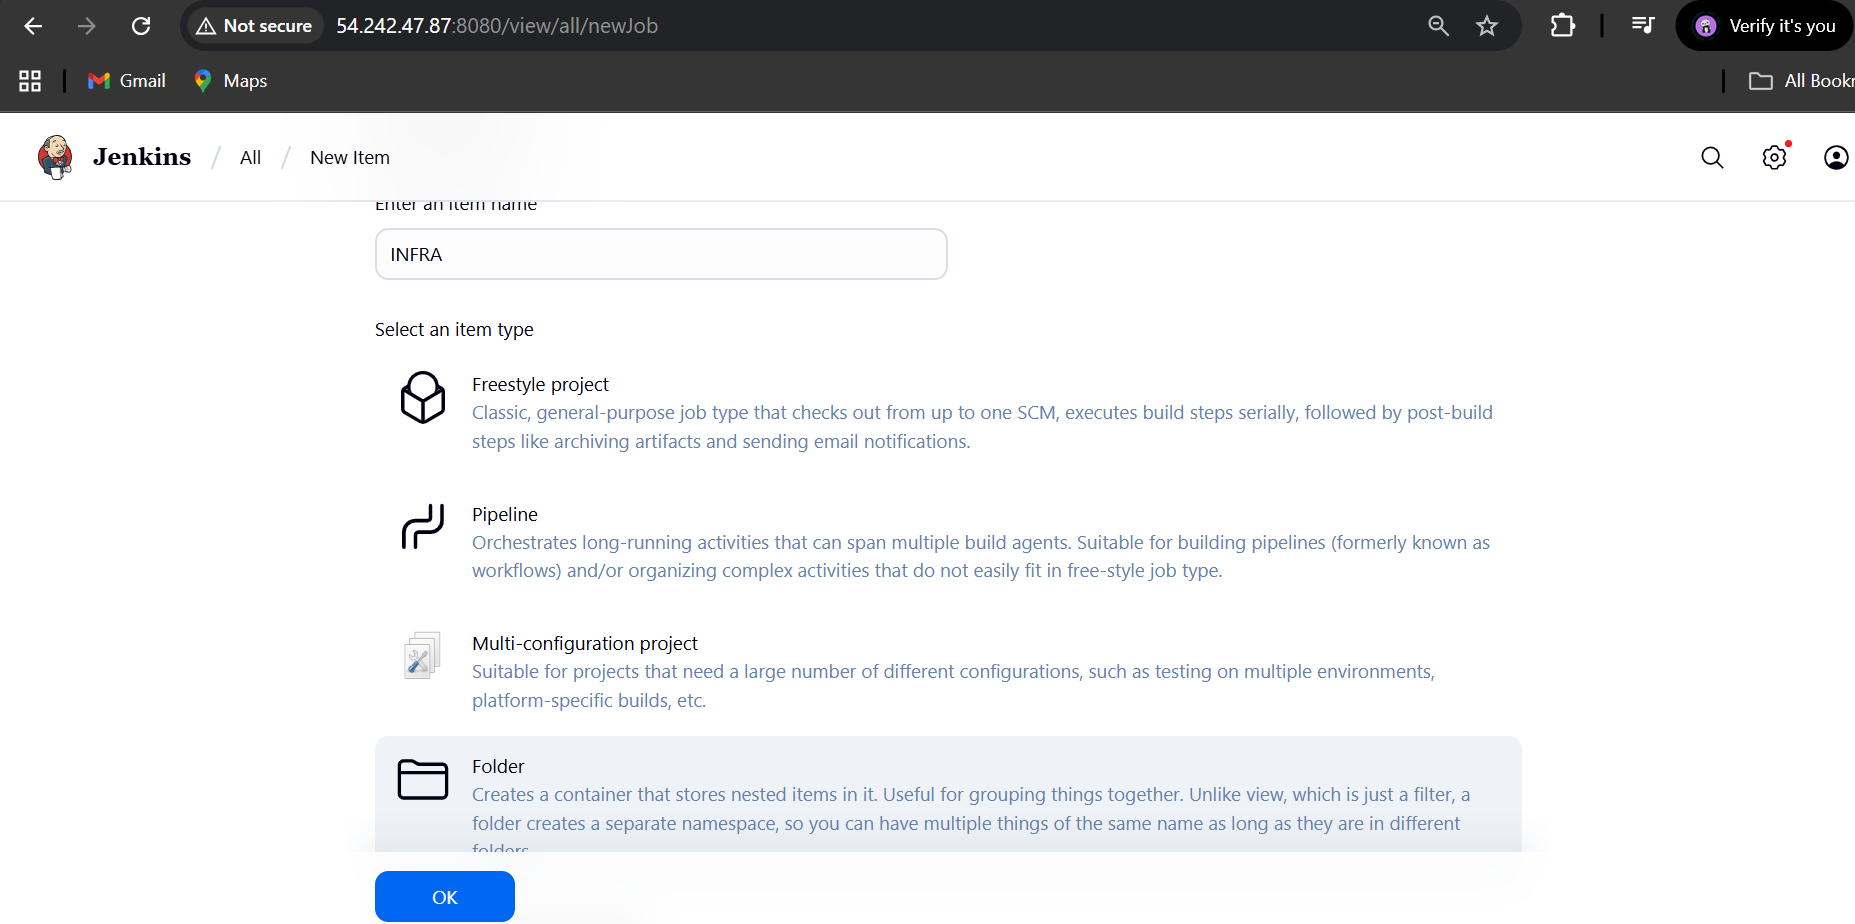 Not secure 54.242.47.87:8080/view/all/newJob Verify it's you
Gmail Maps All Bookr
Jenkins / All / New Item
Enter an item name
INFRA
Select an item type
Freestyle project
Classic, general-purpose job type that checks out from up to one SCM, executes build steps serially, followed by post-build
steps like archiving artifacts and sending email notifications.
Pipeline
Orchestrates long-running activities that can span multiple build agents. Suitable for building pipelines (formerly known as
workflows) and/or organizing complex activities that do not easily fit in free-style job type.
Multi-configuration project
Suitable for projects that need a large number of different configurations, such as testing on multiple environments,
platform-specific builds, etc.
Folder
Creates a container that stores nested items in it. Useful for grouping things together. Unlike view, which is just a filter, a
folder creates a separate namespace, so you can have multiple things of the same name as long as they are in different
folders.
OK